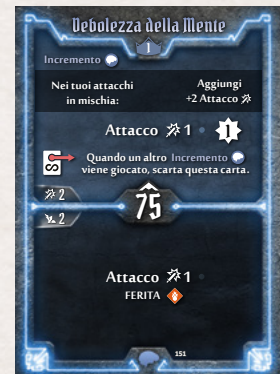 Debolezza della Mente
1
Incremento
Nei tuoi attacchi
in mischia:
Aggiungi
+2 Attacco
Attacco 1
1
Quando un altro Incremento
viene giocato, scarta questa carta.
2
75
2
Attacco 1
FERITA
151